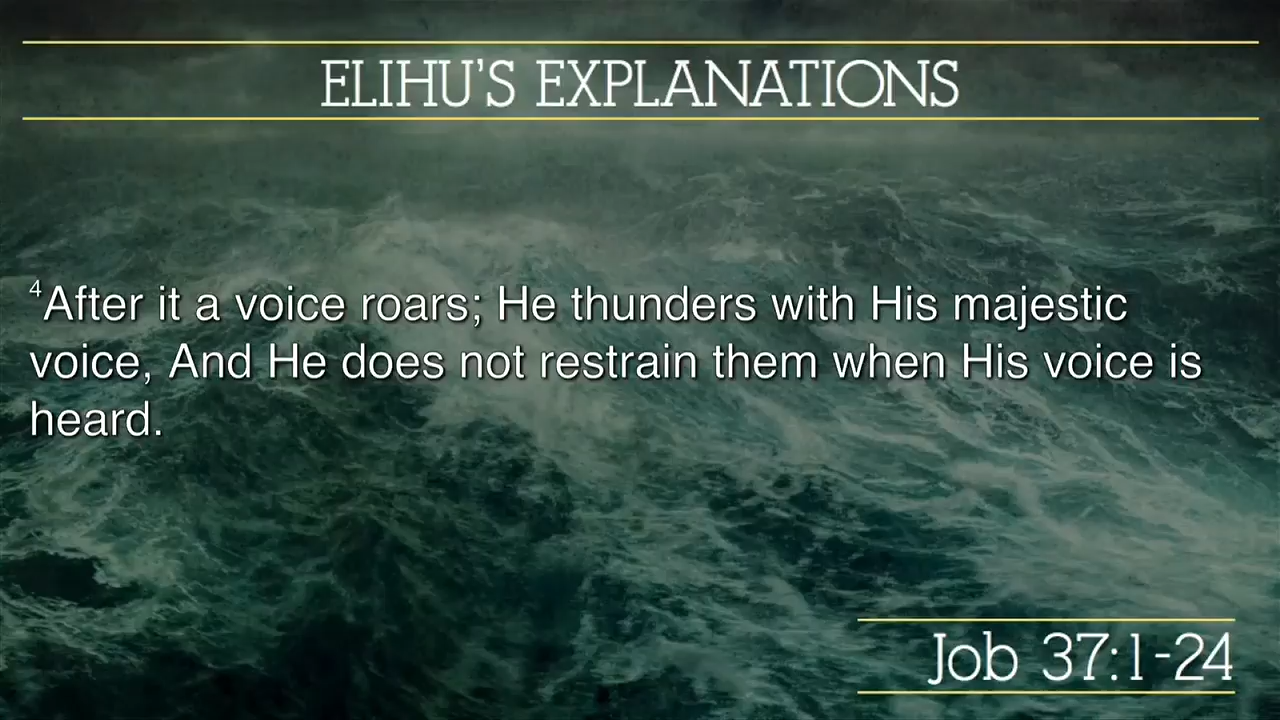 ELIHU'S EXPLANATIONS
⁴After it a voice roars; He thunders with His majestic
voice, And He does not restrain them when His voice is
heard.
Job 37:1-24